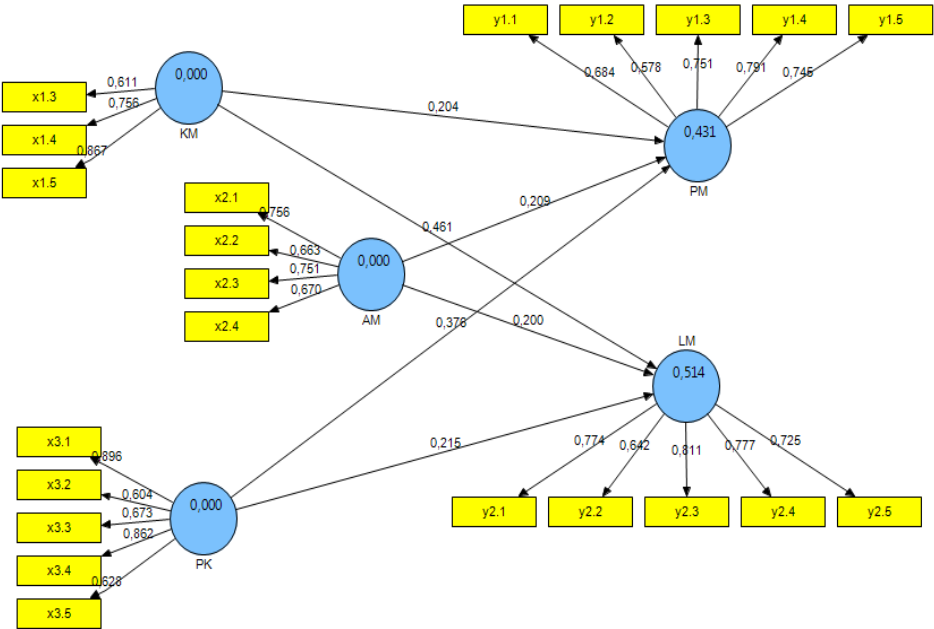 y1.1 y1.2 y1.3 y1.4 y1.5
0,684 0,578 0,751 0,791 0,745
0,000
KM
x1.3
x1.4
x1.5
0,611
0,756
0,867
0,204
0,431
PM
x2.1
x2.2
x2.3
x2.4
0,756
0,663
0,751
0,670
0,000
AM
0,209
0,461
0,376
0,200
LM
0,514
x3.1
x3.2
x3.3
x3.4
x3.5
0,896
0,604
0,673
0,862
0,628
0,000
PK
0,215
0,774 0,642 0,811 0,777 0,725
y2.1 y2.2 y2.3 y2.4 y2.5